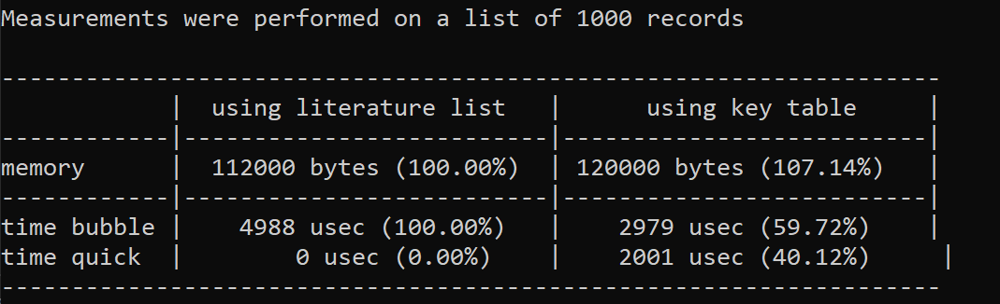 Measurements were performed on a list of 1000 records
-------------------------------------------------------------------
            |  using literature list   |      using key table     |
------------|--------------------------|--------------------------|
memory      |  112000 bytes (100.00%)  | 120000 bytes (107.14%)   |
------------|--------------------------|--------------------------|
time bubble |    4988 usec (100.00%)   |    2979 usec (59.72%)    |
time quick  |        0 usec (0.00%)    |    2001 usec (40.12%)     |
-------------------------------------------------------------------